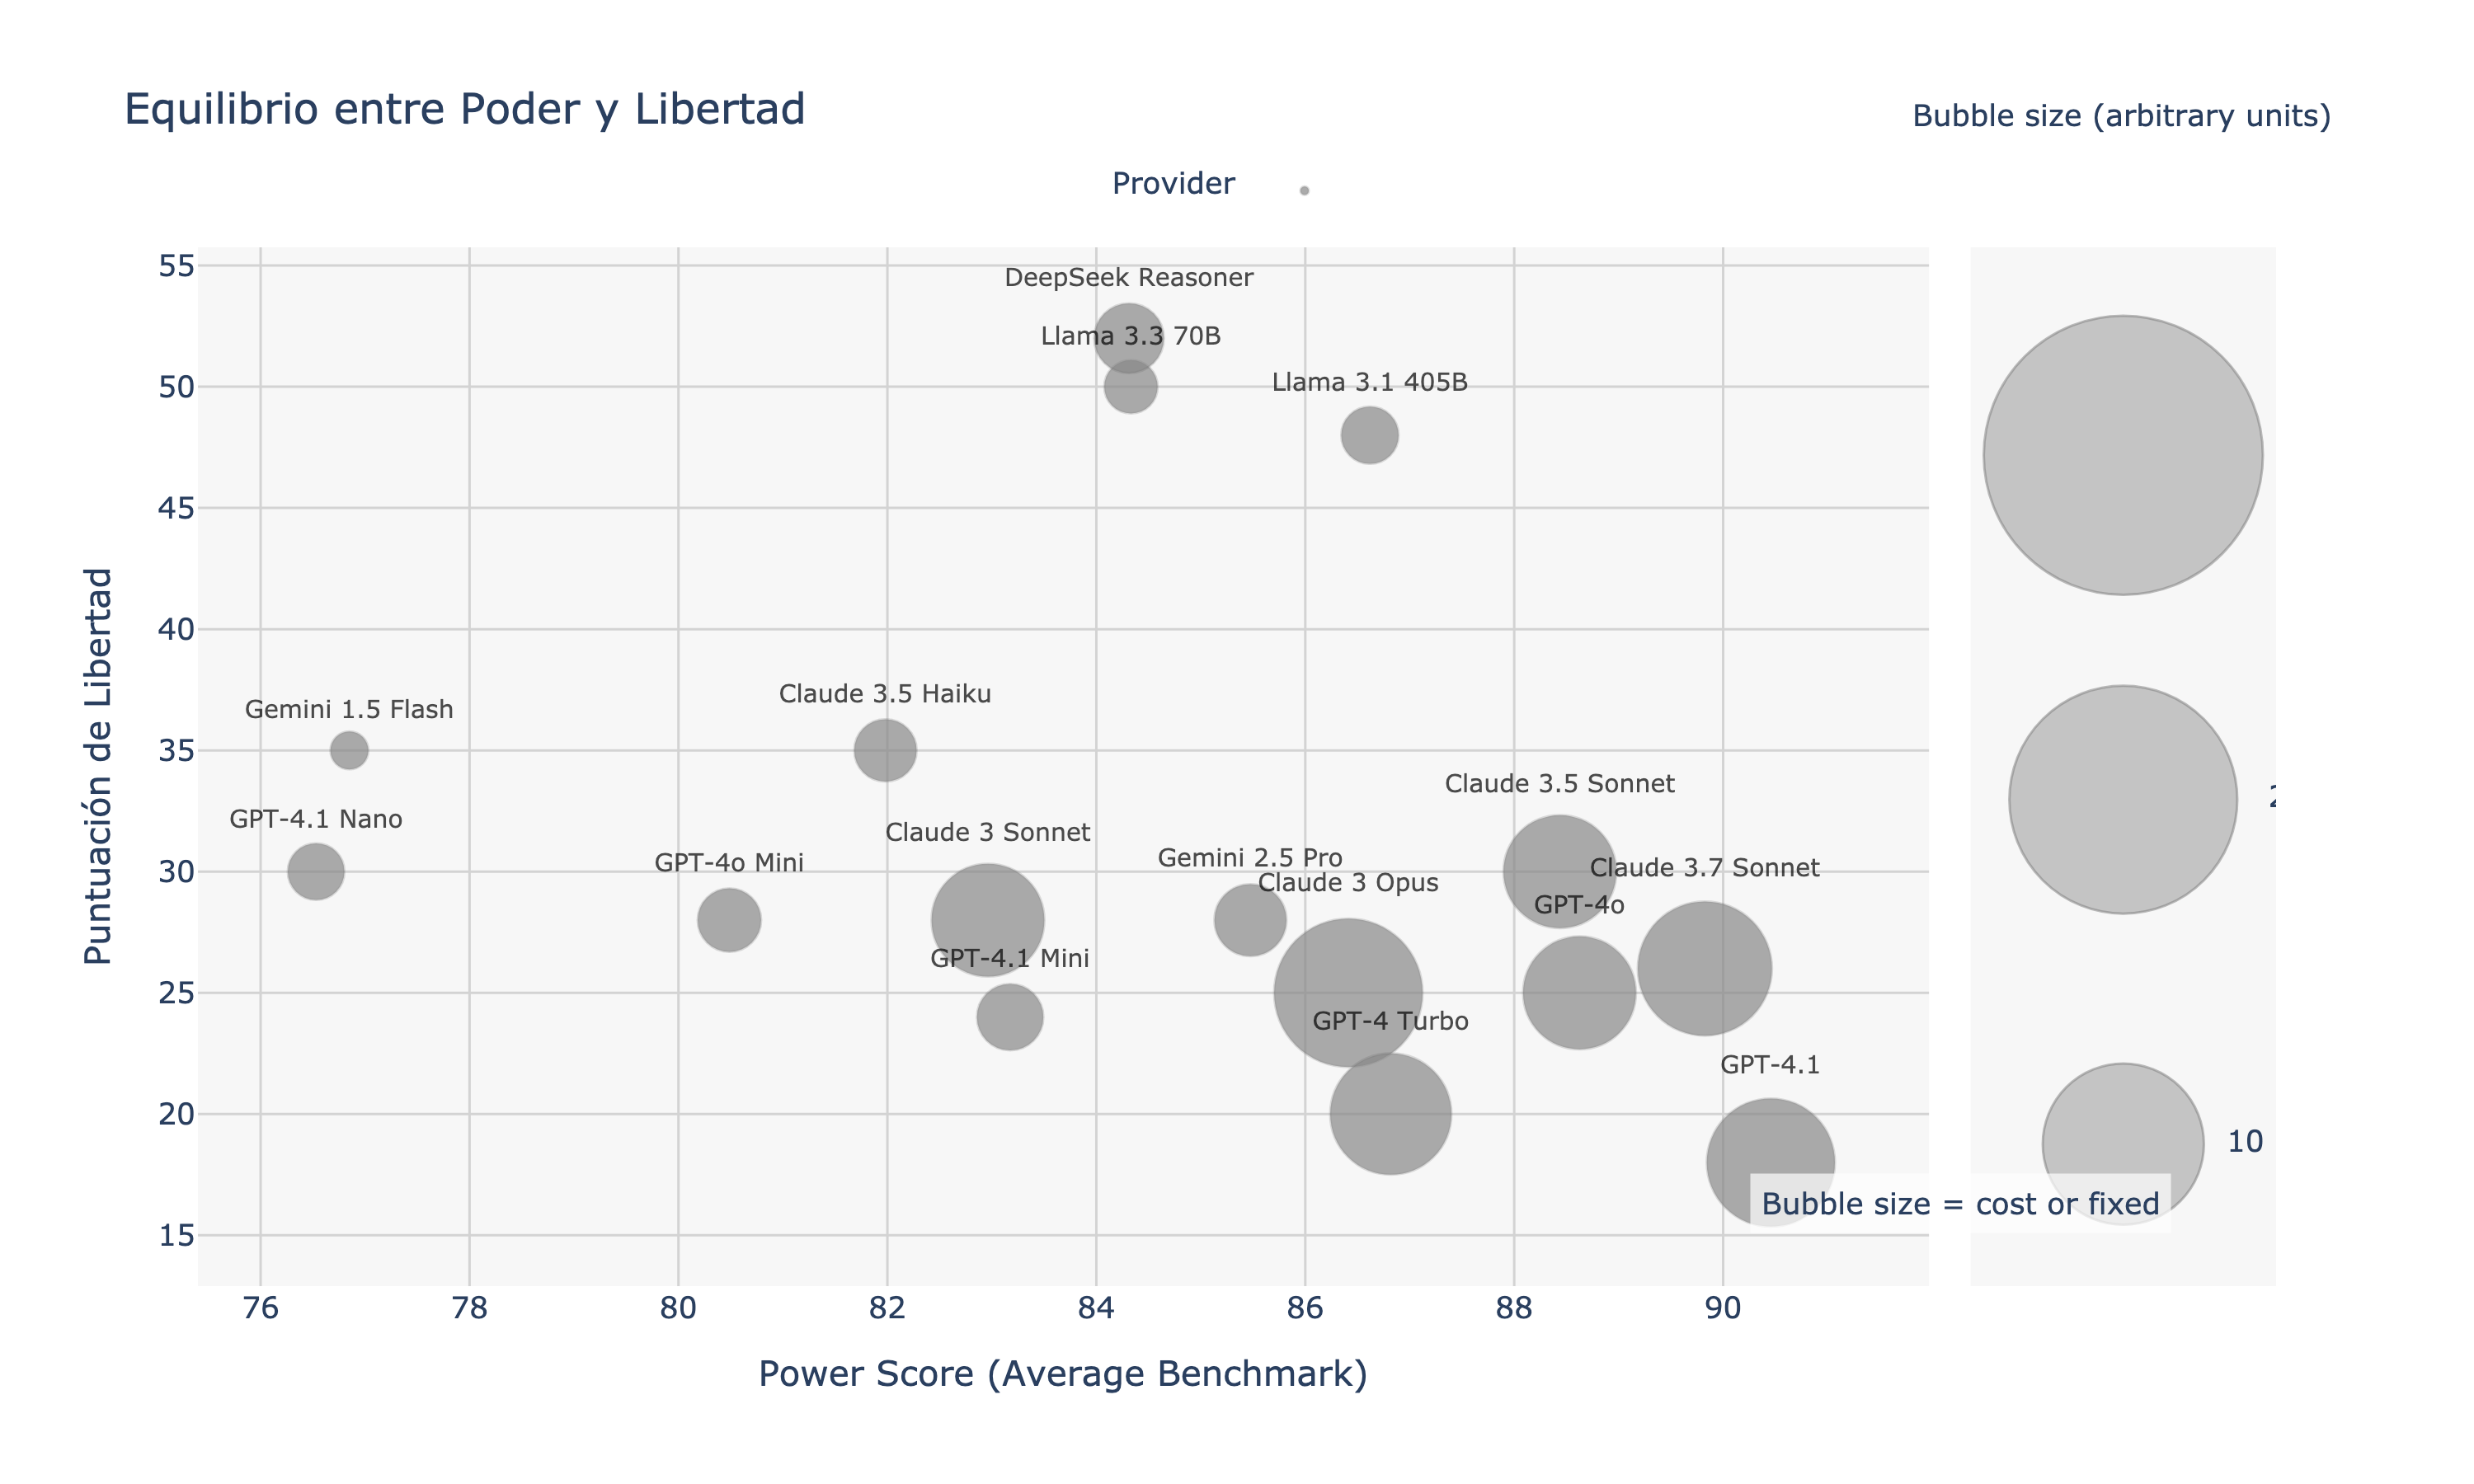 Equilibrio entre Poder y Libertad
Bubble size (arbitrary units)
Provider
55
50
45
40
35
30
25
20
15
Puntuación de Libertad
DeepSeek Reasoner
Llama 3.3 70B
Llama 3.1 405B
Claude 3.5 Haiku
Gemini 1.5 Flash
Claude 3.5 Sonnet
GPT-4.1 Nano
Claude 3 Sonnet
Gemini 2.5 Pro
GPT-4o Mini
Claude 3.7 Sonnet
Claude 3 Opus
GPT-4o
GPT-4.1 Mini
GPT-4 Turbo
GPT-4.1
10
Bubble size = cost or fixed
76
78
80
82
84
86
88
90
Power Score (Average Benchmark)